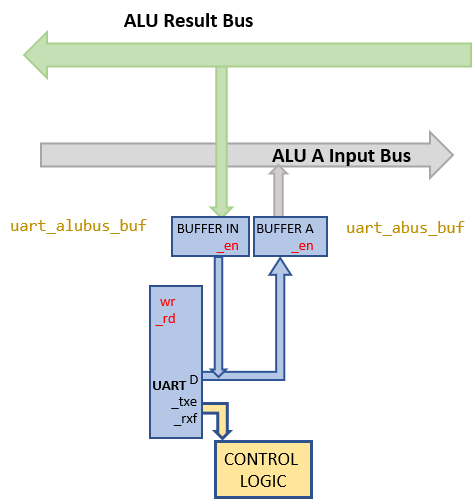 ALU Result Bus
ALU A Input Bus
uart_alubus_buf
BUFFER IN
_en
BUFFER A
_en
uart_abus_buf
wr
_rd
UART
D
_txe
_rxf
CONTROL
LOGIC